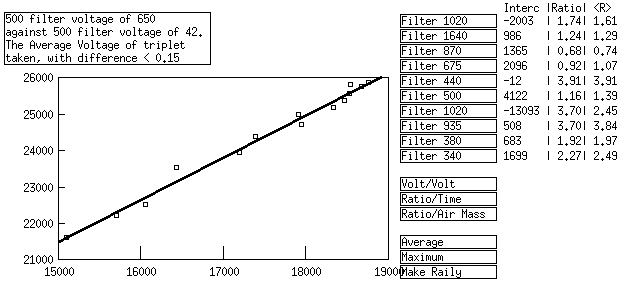 500 filter voltage of 650
against 500 filter voltage of 42.
The Average Voltage of triplet
taken, with difference < 0.15
Interc |Ratio| <R>
Filter 1020 -2003 | 1.74| 1.61
Filter 1640 986 | 1.24| 1.29
Filter 870 1365 | 0.68| 0.74
Filter 675 2096 | 0.92| 1.07
Filter 440 -12 | 3.91| 3.91
Filter 500 4122 | 1.16| 1.39
Filter 1020 -13093 | 3.70| 2.45
Filter 935 508 | 3.70| 3.84
Filter 380 683 | 1.92| 1.97
Filter 340 1699 | 2.27| 2.49
Volt/Volt
Ratio/Time
Ratio/Air Mass
Average
Maximum
Make Raily
26000
25000
24000
23000
22000
21000
15000 16000 17000 18000 19000